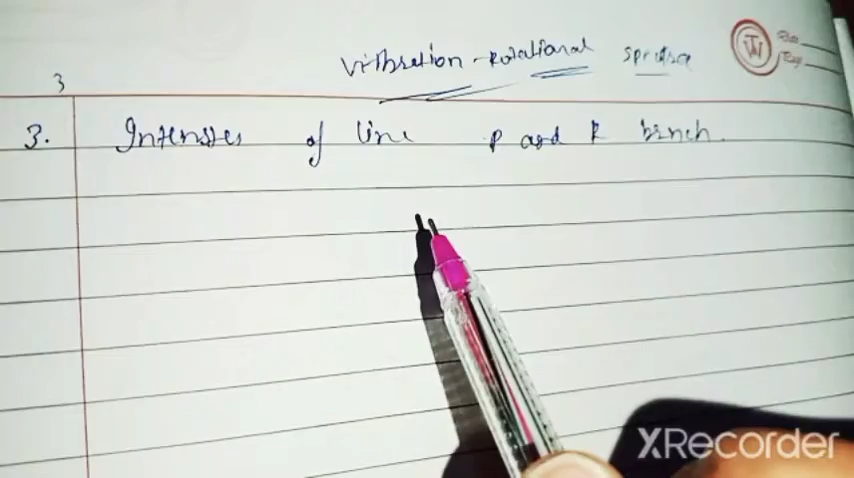 Vibration - Rotational spectra
3
3. Intensities of line P and R branch.
XRecorder